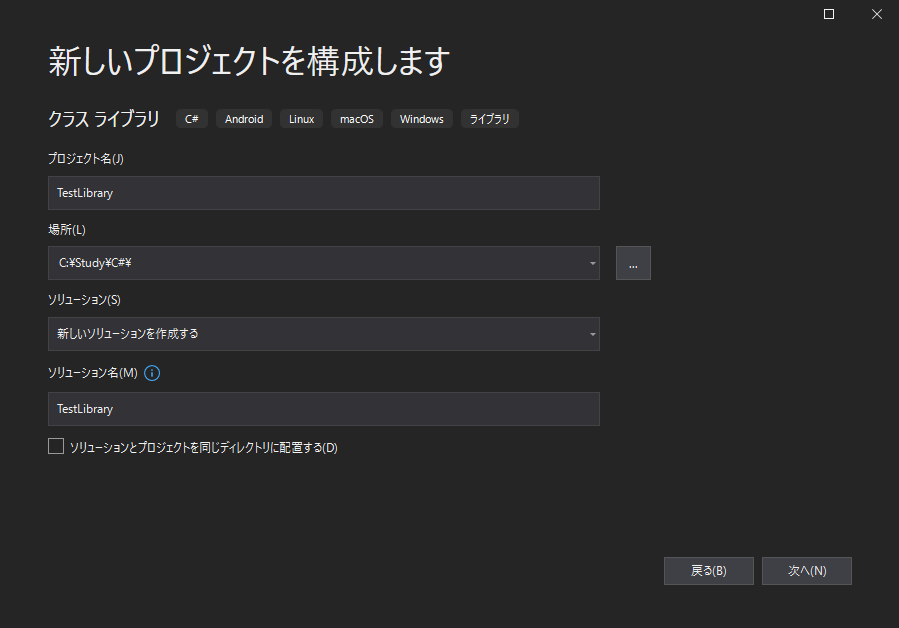 新しいプロジェクトを構成します
クラス ライブラリ C# Android Linux macOS Windows ライブラリ
プロジェクト名(J)
TestLibrary
場所(L)
C:¥Study¥C#¥
...
ソリューション(S)
新しいソリューションを作成する
ソリューション名(M)
TestLibrary
ソリューションとプロジェクトを同じディレクトリに配置する(D)
戻る(B) 次へ(N)